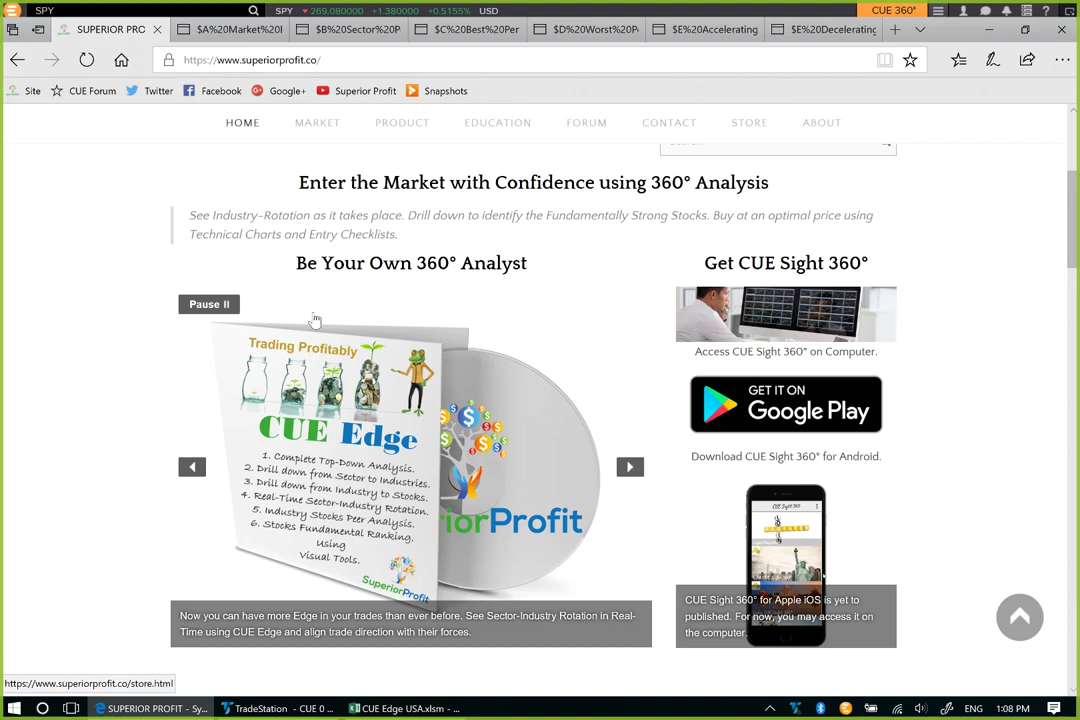 SPY
SPY ▼269.080000 +1.380000 +0.5155% USD
CUE 360°
SUPERIOR PRO
$A%20Market%20I
$B%20Sector%20P
$C%20Best%20Per
$D%20Worst%20P
$E%20Accelerating
$E%20Decelerating
https://www.superiorprofit.co/
Site
CUE Forum
Twitter
Facebook
Google+
Superior Profit
Snapshots
HOME
MARKET
PRODUCT
EDUCATION
FORUM
CONTACT
STORE
ABOUT
Enter the Market with Confidence using 360° Analysis
See Industry-Rotation as it takes place. Drill down to identify the Fundamentally Strong Stocks. Buy at an optimal price using
Technical Charts and Entry Checklists.
Be Your Own 360° Analyst
Pause II
Trading Profitably
CUE Edge
1. Complete Top-Down Analysis.
2. Drill down from Sector to Industries.
3. Drill down from Industry to Stocks.
4. Real-Time Sector-Industry Rotation.
5. Industry Stocks Peer Analysis.
6. Stocks Fundamental Ranking.
Using
Visual Tools.
SuperiorProfit
iorProfit
Now you can have more Edge in your trades than ever before. See Sector-Industry Rotation in Real-
Time using CUE Edge and align trade direction with their forces.
Get CUE Sight 360°
Access CUE Sight 360° on Computer.
GET IT ON
Google Play
Download CUE Sight 360° for Android.
CUE Sight 360
CUE Sight 360° for Apple iOS is yet to
published. For now, you may access it on
the computer.
https://www.superiorprofit.co/store.html
SUPERIOR PROFIT - Sy...
TradeStation - CUE 0 ...
CUE Edge USA.xlsm - ...
ENG
1:08 PM